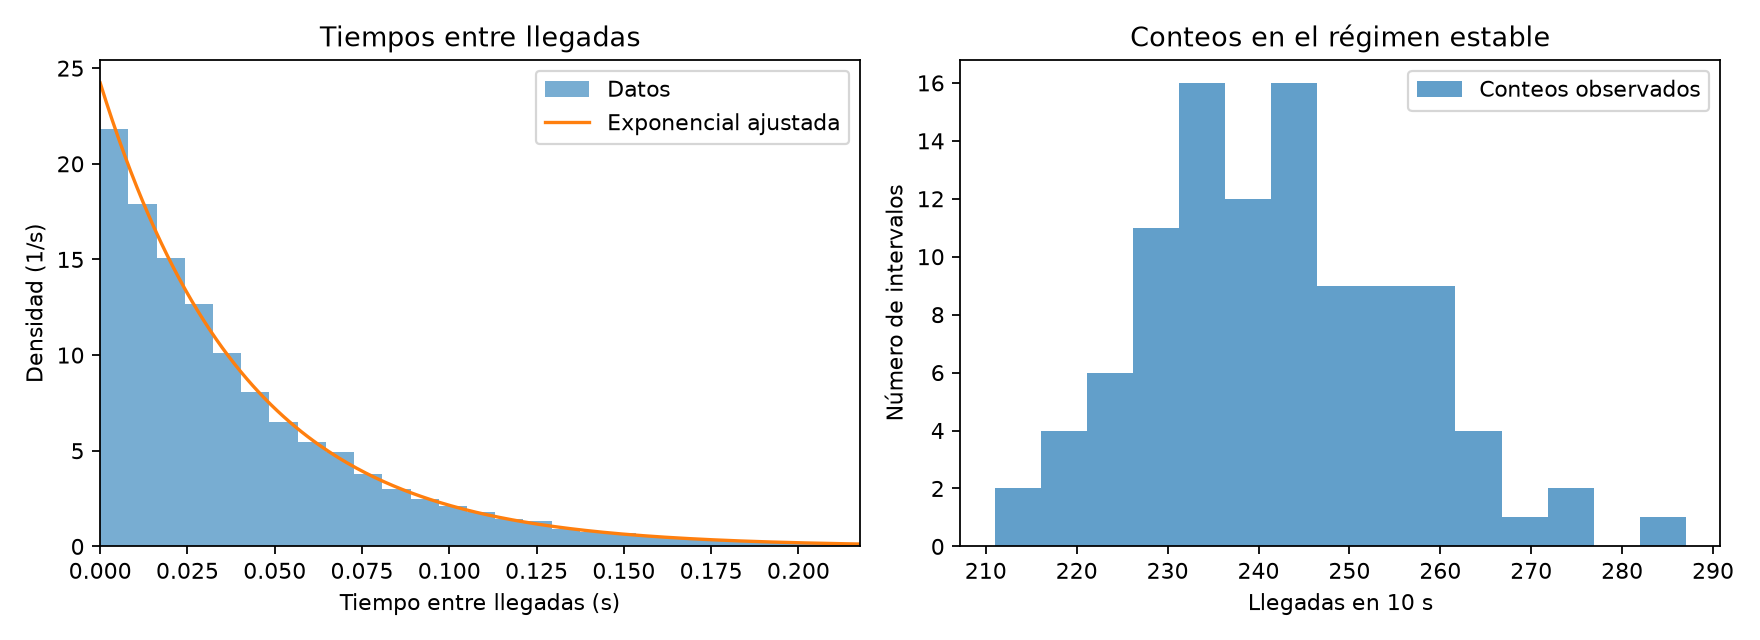 Tiempos entre llegadas
25
20
15
10
5
0
Densidad (1/s)
Datos
Exponencial ajustada
0.000 0.025 0.050 0.075 0.100 0.125 0.150 0.175 0.200
Tiempo entre llegadas (s)
Conteos en el régimen estable
16
14
12
10
8
6
4
2
0
Número de intervalos
Conteos observados
210 220 230 240 250 260 270 280 290
Llegadas en 10 s